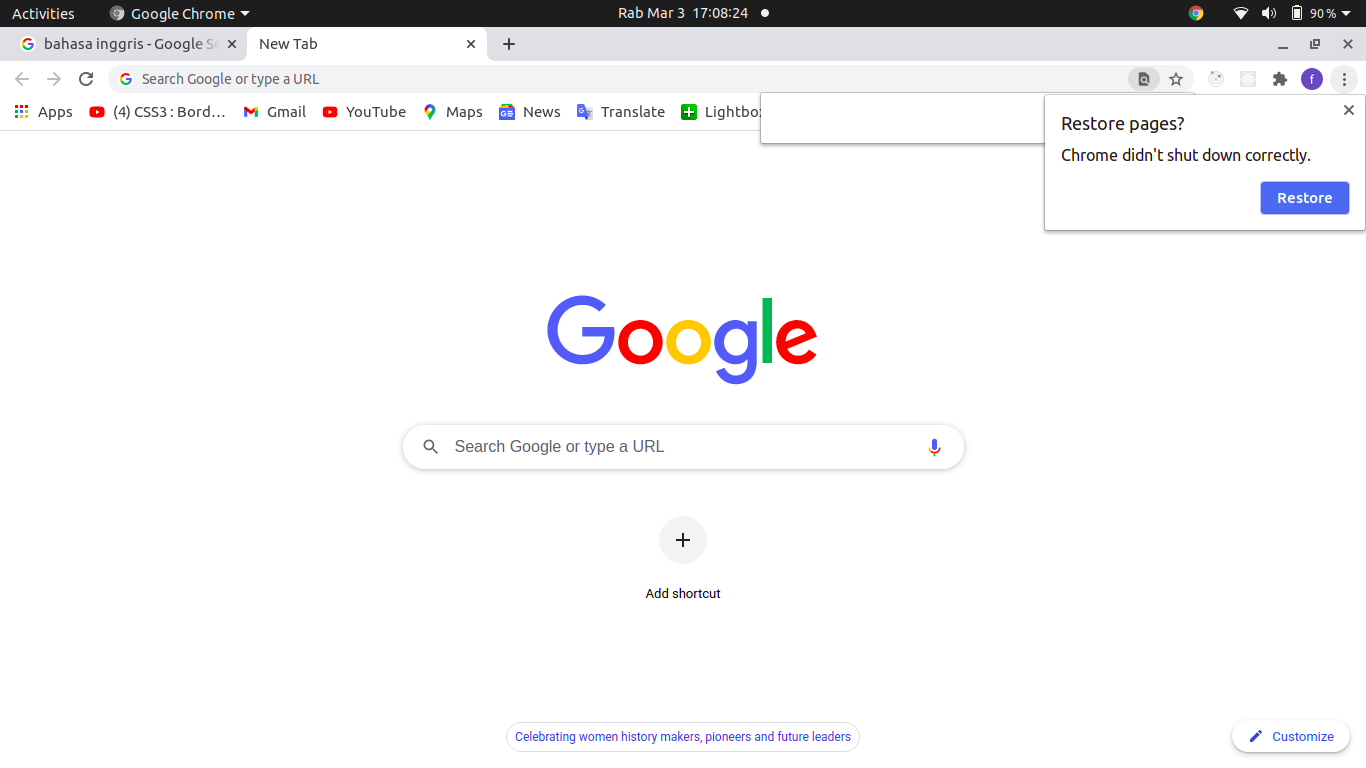 Activities
Google Chrome
Rab Mar 3 17:08:24
90 %
bahasa inggris - Google Se
New Tab
Search Google or type a URL
f
Apps
(4) CSS3 : Bord…
Gmail
YouTube
Maps
News
Translate
Lightbox
Restore pages?
Chrome didn't shut down correctly.
Restore
Google
Search Google or type a URL
Add shortcut
Celebrating women history makers, pioneers and future leaders
Customize